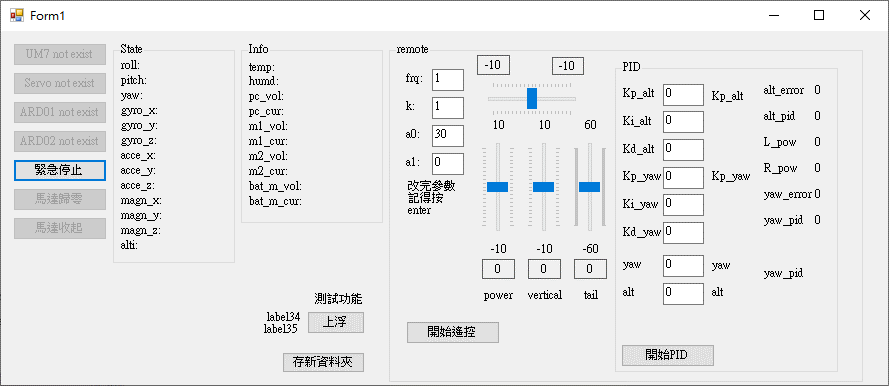 Form1
UM7 not exist
Servo not exist
ARD01 not exist
ARD02 not exist
緊急停止
馬達歸零
馬達收起
State
roll:
pitch:
yaw:
gyro_x:
gyro_y:
gyro_z:
acce_x:
acce_y:
acce_z:
magn_x:
magn_y:
magn_z:
alti:
Info
temp:
humd:
pc_vol:
pc_cur:
m1_vol:
m1_cur:
m2_vol:
m2_cur:
bat_m_vol:
bat_m_cur:
測試功能
label34
label35
上浮
存新資料夾
remote
frq: 1
k: 1
a0: 30
a1: 0
改完參數
記得按
enter
-10 -10
10 10 60
-10 -10 -60
0 0 0
power vertical tail
開始遙控
PID
Kp_alt 0 Kp_alt
Ki_alt 0
Kd_alt 0
Kp_yaw 0 Kp_yaw
Ki_yaw 0
Kd_yaw 0
yaw 0 yaw
alt 0 alt
開始PID
alt_error 0
alt_pid 0
L_pow 0
R_pow 0
yaw_error 0
yaw_pid 0
yaw_pid